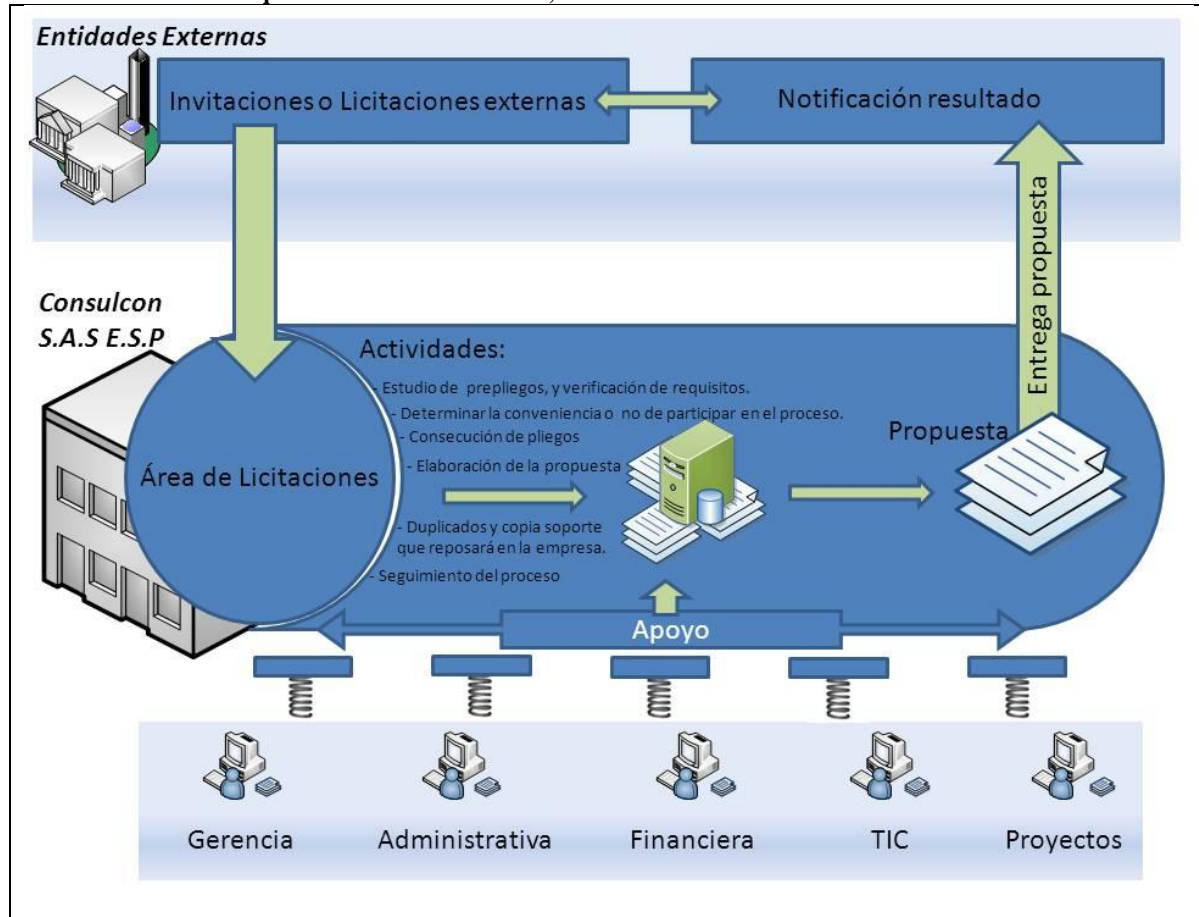 Entidades Externas
Invitaciones o Licitaciones externas
Notificación resultado
Entrega propuesta
Consulcon
S.A.S E.S.P
Área de Licitaciones
Actividades:
- Estudio de prepliegos, y verificación de requisitos.
- Determinar la conveniencia o no de participar en el proceso.
- Consecución de pliegos
- Elaboración de la propuesta
- Duplicados y copia soporte
que reposará en la empresa.
- Seguimiento del proceso
Propuesta
Apoyo
Gerencia
Administrativa
Financiera
TIC
Proyectos